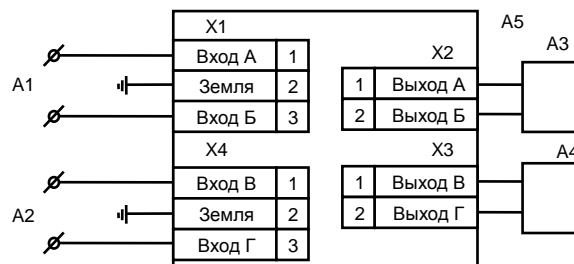 X1
A5
Вход А 1
Земля 2
Вход Б 3
A1
X2
A3
1 Выход А
2 Выход Б
X4
Вход В 1
Земля 2
Вход Г 3
A2
X3
A4
1 Выход В
2 Выход Г